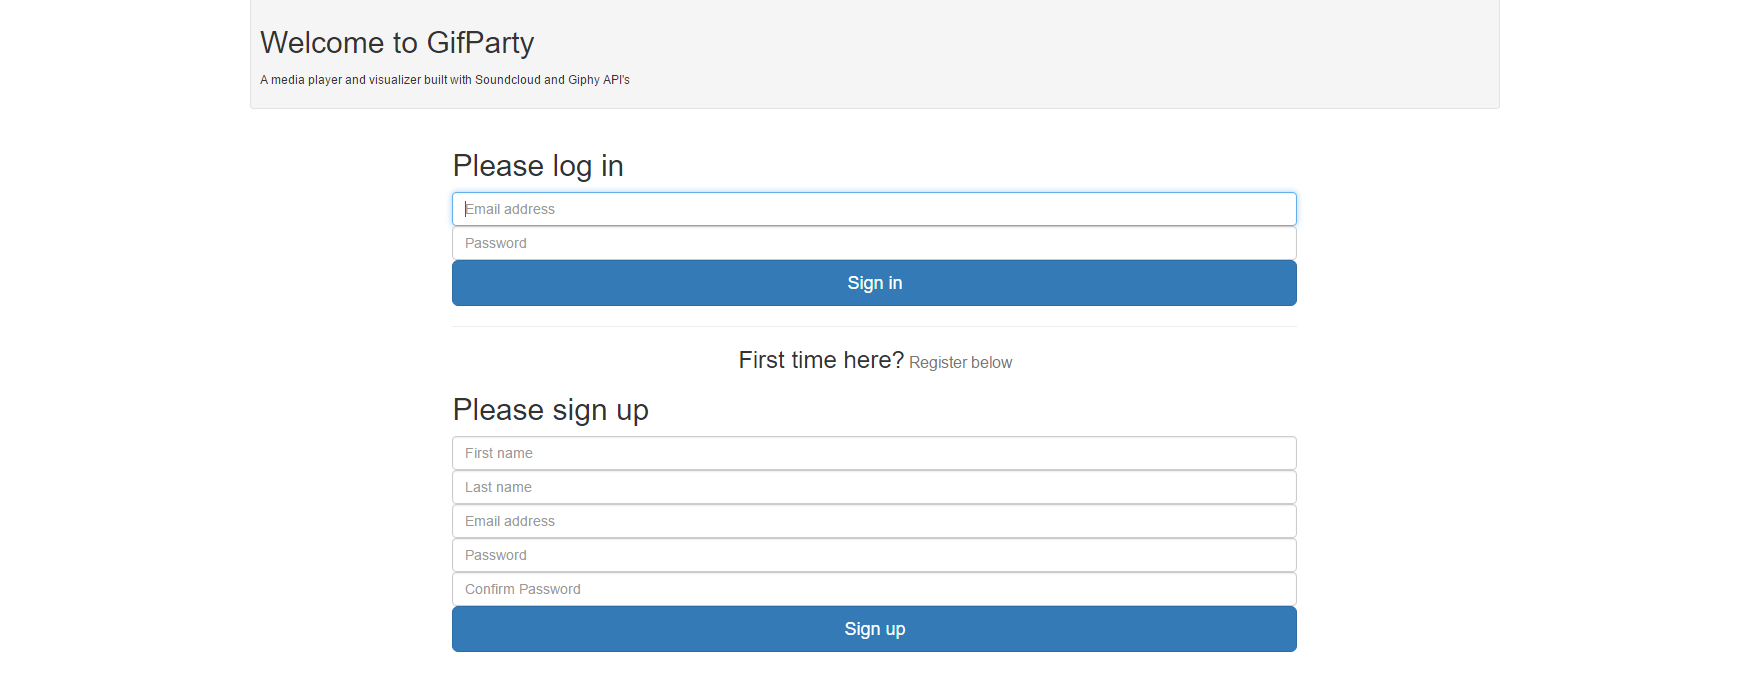 Welcome to GifParty
A media player and visualizer built with Soundcloud and Giphy API's
Please log in
Email address
Password
Sign in
First time here? Register below
Please sign up
First name
Last name
Email address
Password
Confirm Password
Sign up